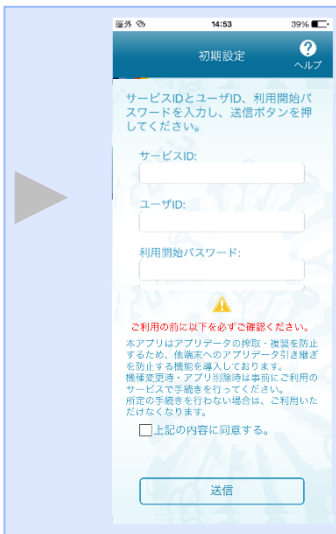 圏外 14:53 39%
初期設定
?
ヘルプ
サービスIDとユーザID、利用開始パ
スワードを入力し、送信ボタンを押
してください。
サービスID:
ユーザID:
利用開始パスワード:
ご利用の前に以下を必ずご確認ください。
本アプリはアプリデータの搾取・複製を防止
するため、他端末へのアプリデータ引き継ぎ
を防止する機能を導入しております。
機種変更時・アプリ削除時は事前にご利用の
サービスで手続きを行ってください。
所定の手続きを行わない場合は、ご利用いた
だけなくなります。
上記の内容に同意する。
送信